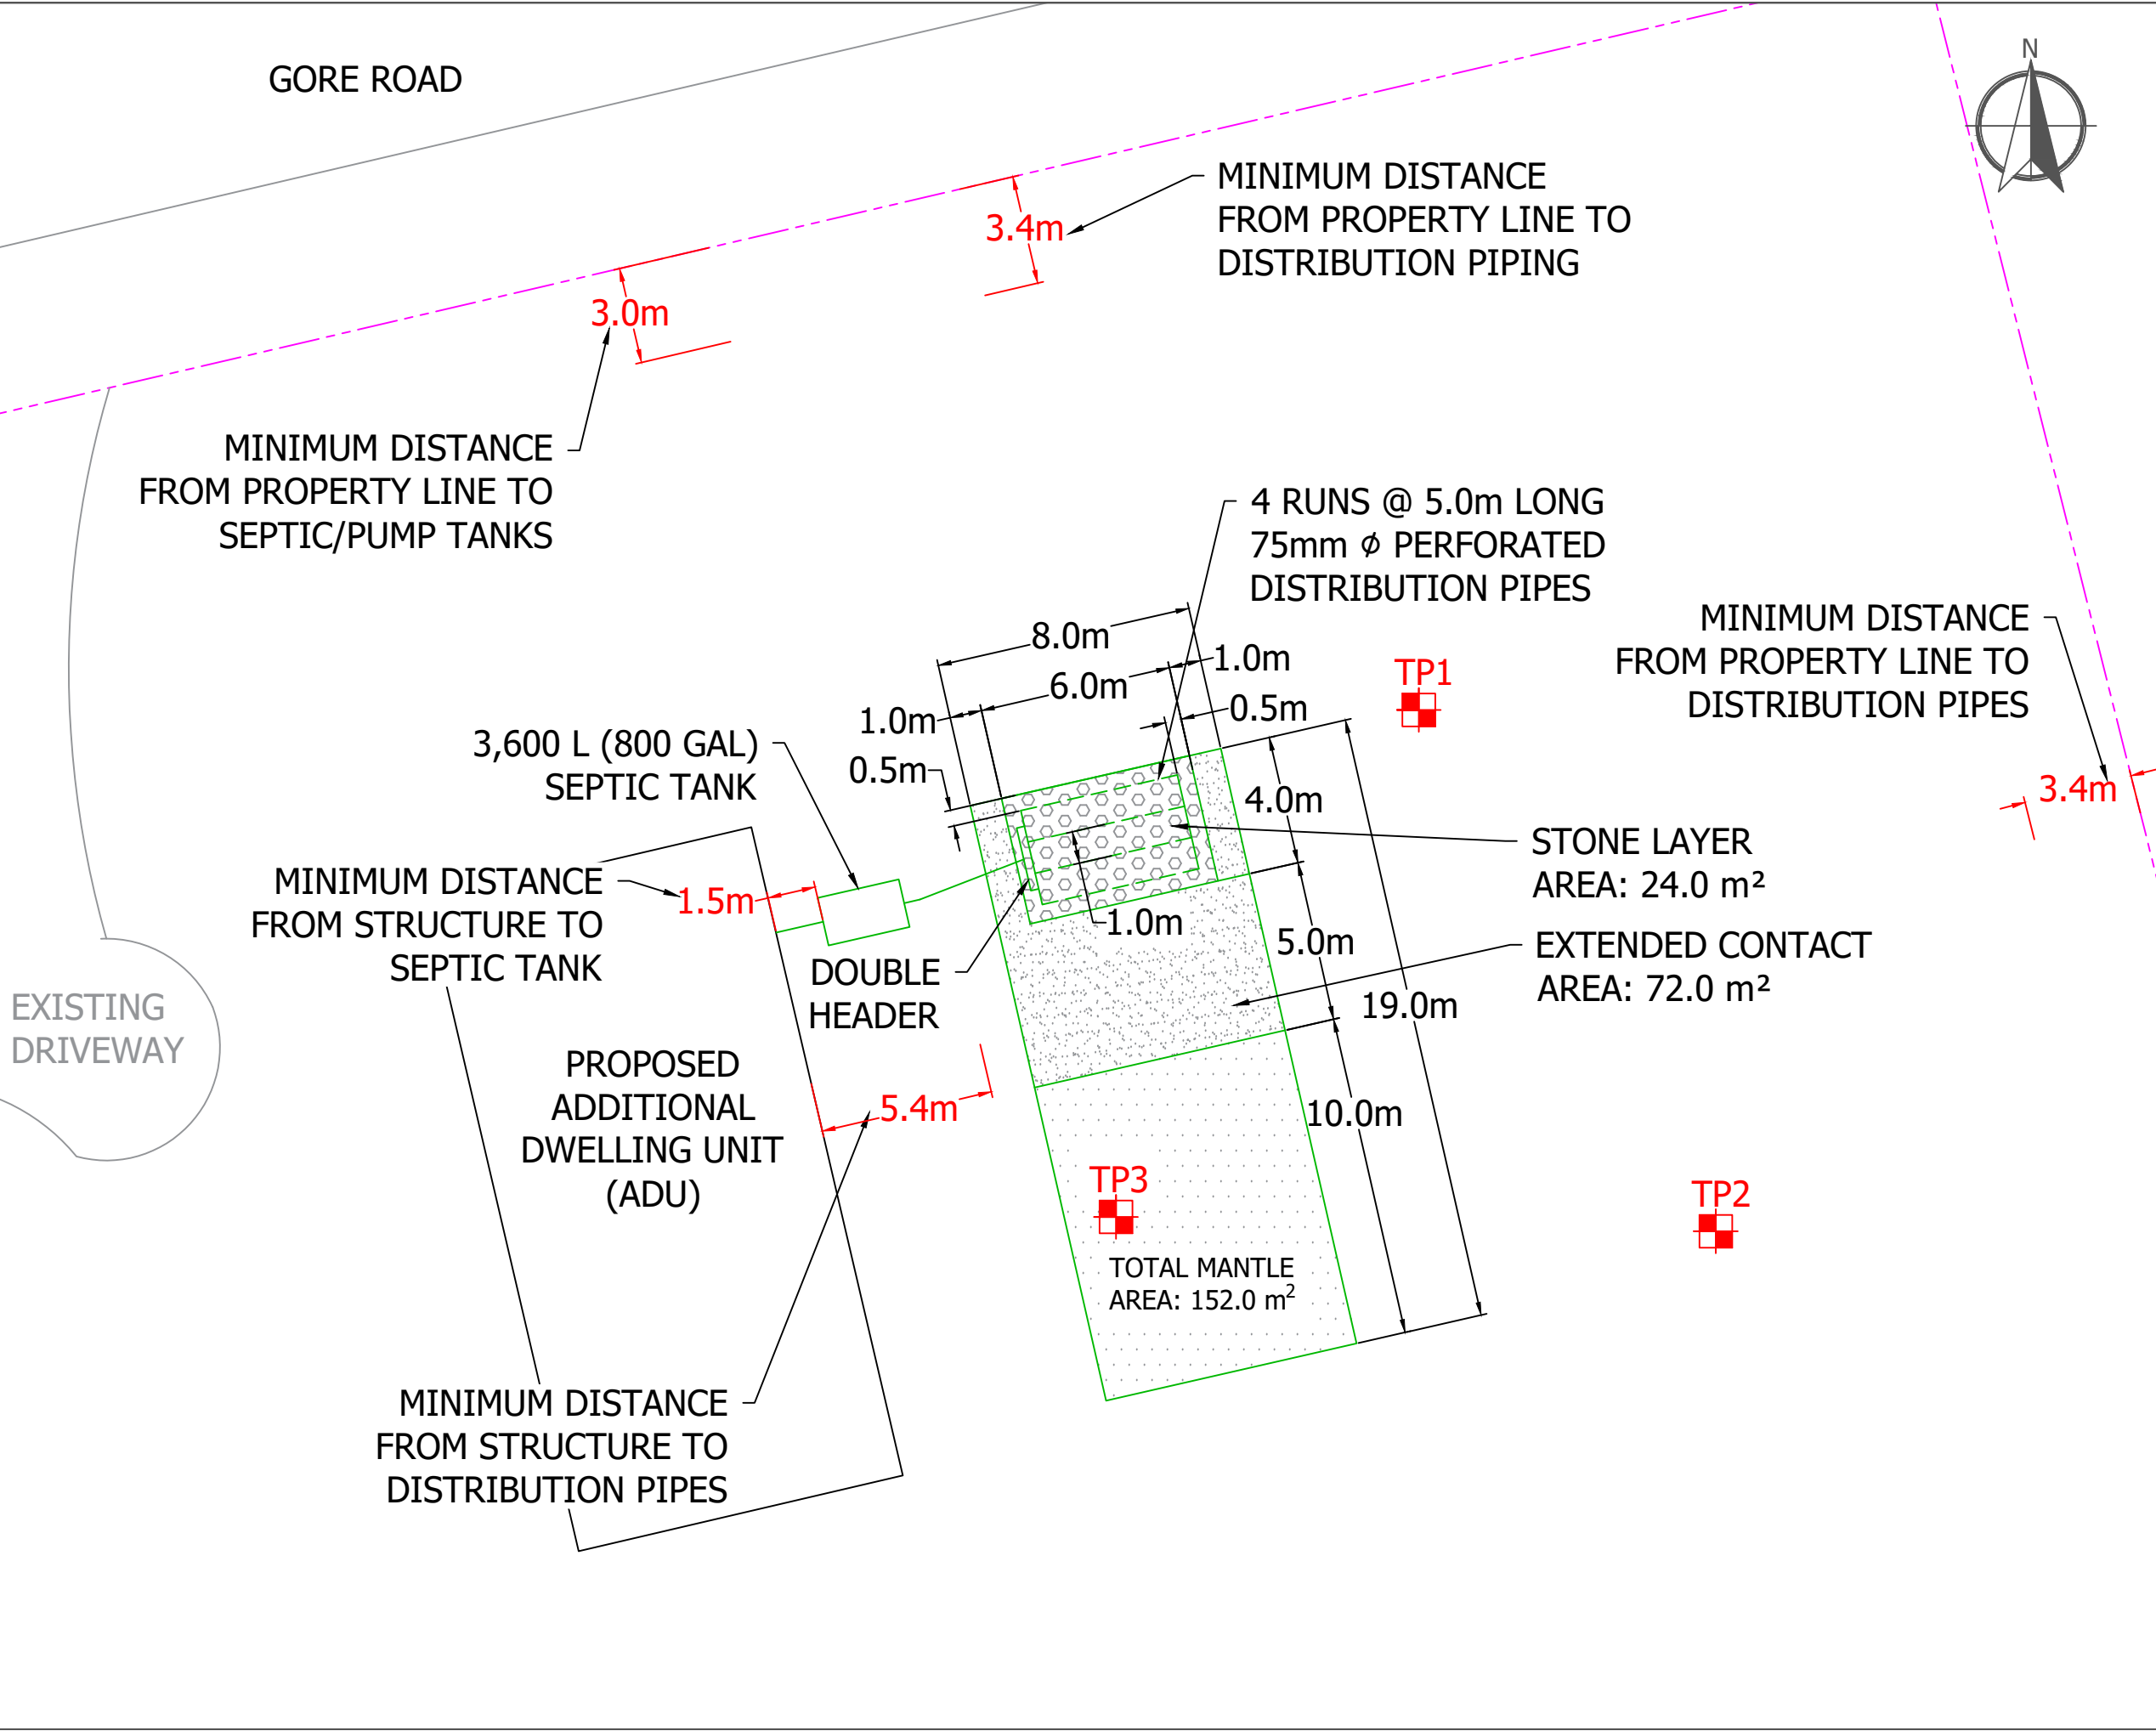 GORE ROAD
N
MINIMUM DISTANCE
FROM PROPERTY LINE TO
DISTRIBUTION PIPING
3.4m
3.0m
MINIMUM DISTANCE
FROM PROPERTY LINE TO
SEPTIC/PUMP TANKS
4 RUNS @ 5.0m LONG
75mm ⌀ PERFORATED
DISTRIBUTION PIPES
MINIMUM DISTANCE
FROM PROPERTY LINE TO
DISTRIBUTION PIPES
3.4m
8.0m
6.0m
1.0m
1.0m
0.5m
0.5m
TP1
3,600 L (800 GAL)
SEPTIC TANK
4.0m
STONE LAYER
AREA: 24.0 m²
MINIMUM DISTANCE
FROM STRUCTURE TO
SEPTIC TANK
1.5m
1.0m
5.0m
EXTENDED CONTACT
AREA: 72.0 m²
DOUBLE
HEADER
19.0m
EXISTING
DRIVEWAY
PROPOSED
ADDITIONAL
DWELLING UNIT
(ADU)
5.4m
10.0m
TP3
TP2
TOTAL MANTLE
AREA: 152.0 m²
MINIMUM DISTANCE
FROM STRUCTURE TO
DISTRIBUTION PIPES